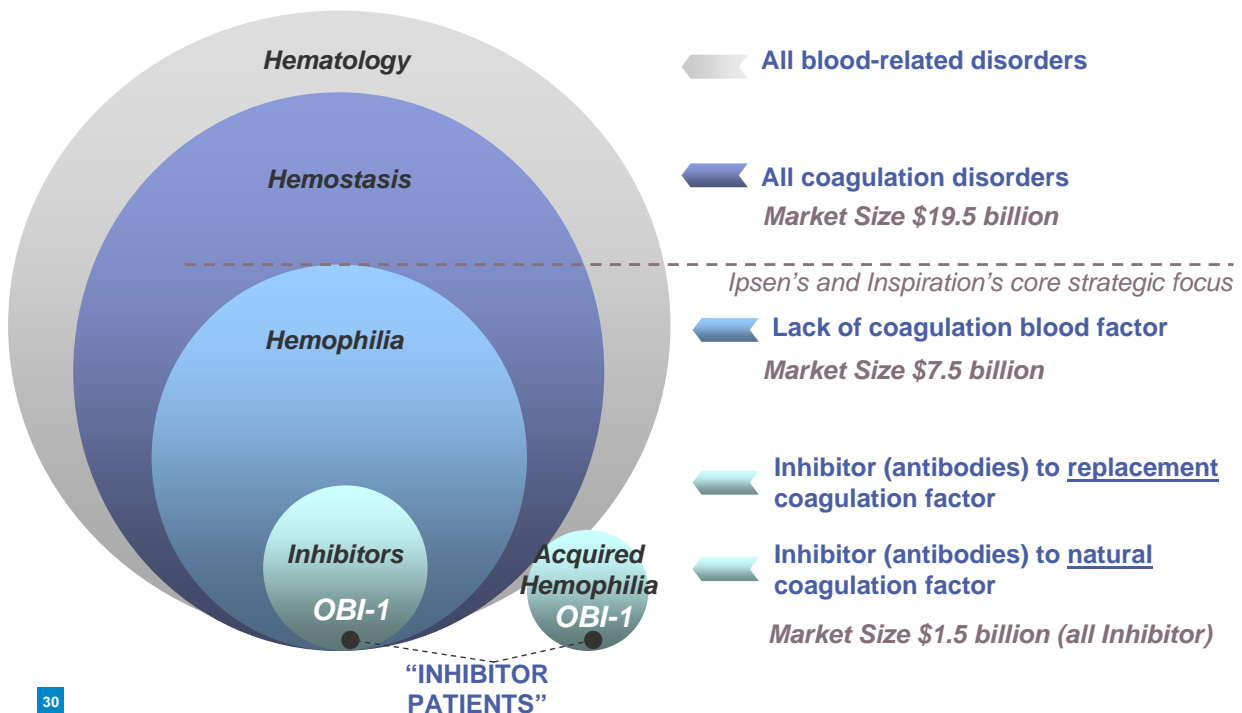 Hematology
All blood-related disorders
Hemostasis
All coagulation disorders
Market Size $19.5 billion
Ipsen’s and Inspiration’s core strategic focus
Hemophilia
Lack of coagulation blood factor
Market Size $7.5 billion
Inhibitor (antibodies) to replacement
coagulation factor
Inhibitors
OBI-1
Acquired
Hemophilia
OBI-1
Inhibitor (antibodies) to natural
coagulation factor
Market Size $1.5 billion (all Inhibitor)
“INHIBITOR
PATIENTS”
30